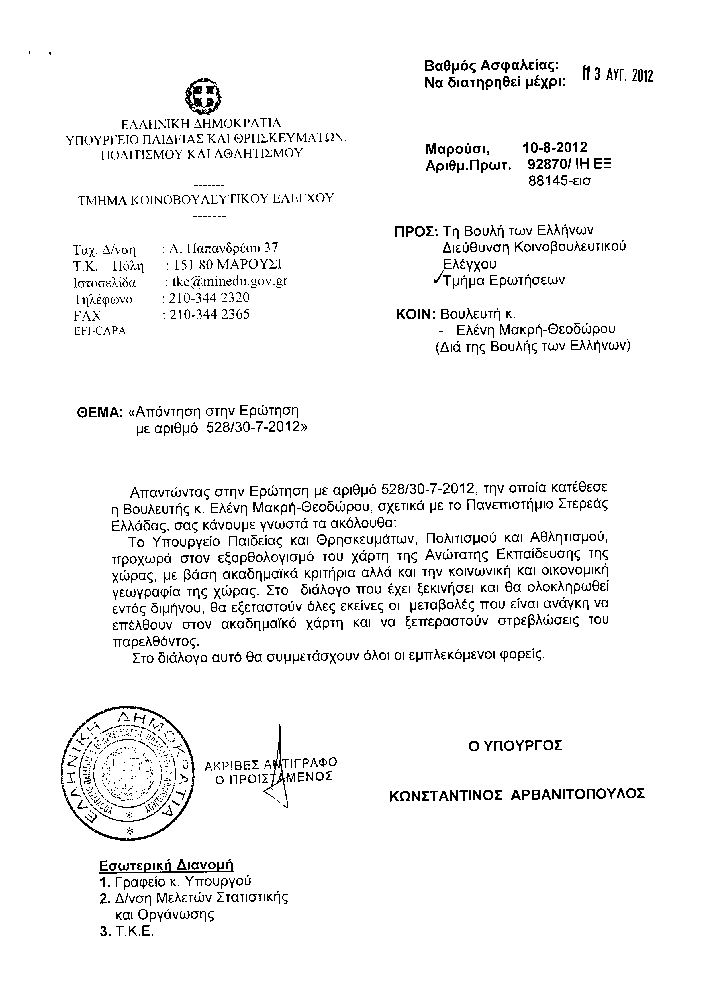 Βαθμός Ασφαλείας:
Να διατηρηθεί μέχρι:
13 ΑΥΓ. 2012
ΕΛΛΗΝΙΚΗ ΔΗΜΟΚΡΑΤΙΑ
ΥΠΟΥΡΓΕΙΟ ΠΑΙΔΕΙΑΣ ΚΑΙ ΘΡΗΣΚΕΥΜΑΤΩΝ,
ΠΟΛΙΤΙΣΜΟΥ ΚΑΙ ΑΘΛΗΤΙΣΜΟΥ
-------
ΤΜΗΜΑ ΚΟΙΝΟΒΟΥΛΕΥΤΙΚΟΥ ΕΛΕΓΧΟΥ
-------
Μαρούσι, 10-8-2012
Αριθμ.Πρωτ. 92870/ ΙΗ ΕΞ
88145-εισ
Ταχ. Δ/νση : Α. Παπανδρέου 37
Τ.Κ. – Πόλη : 151 80 ΜΑΡΟΥΣΙ
Ιστοσελίδα : tke@minedu.gov.gr
Τηλέφωνο : 210-344 2320
FAX : 210-344 2365
EFI-CAPA
ΠΡΟΣ: Τη Βουλή των Ελλήνων
Διεύθυνση Κοινοβουλευτικού
Ελέγχου
✓Τμήμα Ερωτήσεων
ΚΟΙΝ: Βουλευτή κ.
- Ελένη Μακρή-Θεοδώρου
(Διά της Βουλής των Ελλήνων)
ΘΕΜΑ: «Απάντηση στην Ερώτηση
με αριθμό 528/30-7-2012»
Απαντώντας στην Ερώτηση με αριθμό 528/30-7-2012, την οποία κατέθεσε
η Βουλευτής κ. Ελένη Μακρή-Θεοδώρου, σχετικά με το Πανεπιστήμιο Στερεάς
Ελλάδας, σας κάνουμε γνωστά τα ακόλουθα:
Το Υπουργείο Παιδείας και Θρησκευμάτων, Πολιτισμού και Αθλητισμού,
προχωρά στον εξορθολογισμό του χάρτη της Ανώτατης Εκπαίδευσης της
χώρας, με βάση ακαδημαϊκά κριτήρια αλλά και την κοινωνική και οικονομική
γεωγραφία της χώρας. Στο διάλογο που έχει ξεκινήσει και θα ολοκληρωθεί
εντός διμήνου, θα εξεταστούν όλες εκείνες οι μεταβολές που είναι ανάγκη να
επέλθουν στον ακαδημαϊκό χάρτη και να ξεπεραστούν στρεβλώσεις του
παρελθόντος.
Στο διάλογο αυτό θα συμμετάσχουν όλοι οι εμπλεκόμενοι φορείς.
ΕΛΛΗΝΙΚΗ ΔΗΜΟΚΡΑΤΙΑ
ΥΠΟΥΡΓΕΙΟ ΠΑΙΔΕΙΑΣ & ΘΡΗΣΚΕΥΜΑΤΩΝ, ΠΟΛΙΤΙΣΜΟΥ & ΑΘΛΗΤΙΣΜΟΥ
ΑΚΡΙΒΕΣ ΑΝΤΙΓΡΑΦΟ
Ο ΠΡΟΪΣΤΑΜΕΝΟΣ
Ο ΥΠΟΥΡΓΟΣ
ΚΩΝΣΤΑΝΤΙΝΟΣ ΑΡΒΑΝΙΤΟΠΟΥΛΟΣ
Εσωτερική Διανομή
1. Γραφείο κ. Υπουργού
2. Δ/νση Μελετών Στατιστικής
και Οργάνωσης
3. Τ.Κ.Ε.